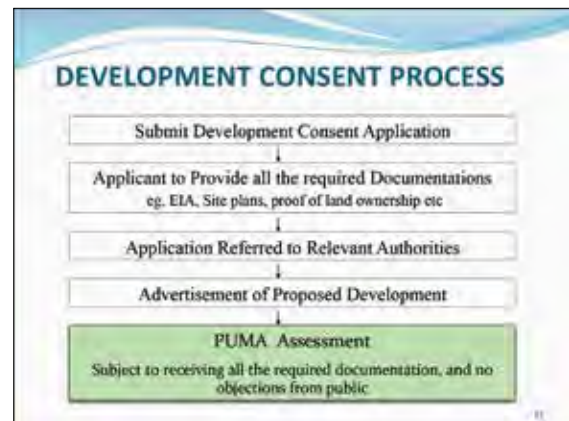 DEVELOPMENT CONSENT PROCESS
Submit Development Consent Application
Applicant to Provide all the required Documentations
eg. EIA, Site plans, proof of land ownership etc
Application Referred to Relevant Authorities
Advertisement of Proposed Development
PUMA Assessment
Subject to receiving all the required documentation, and no
objections from public